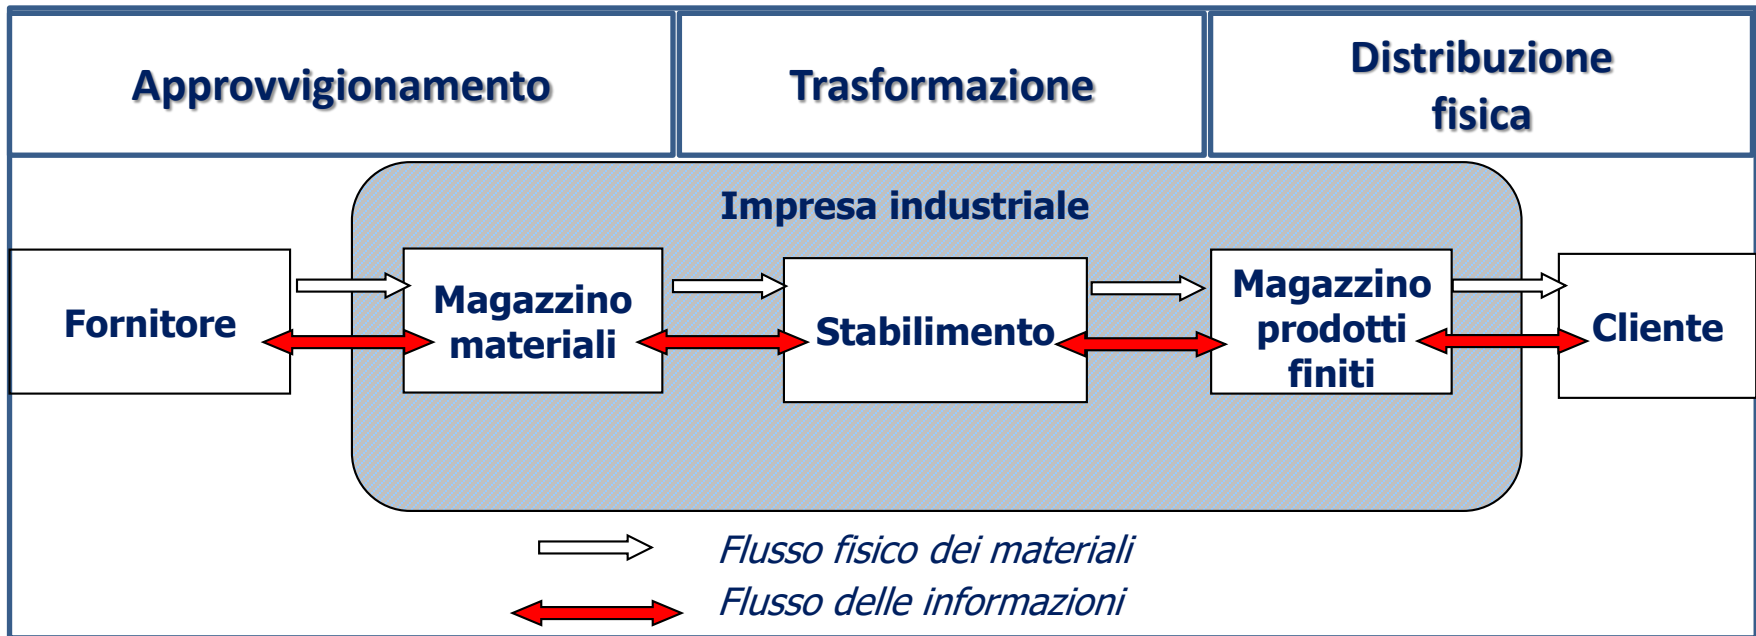 Approvvigionamento
Trasformazione
Distribuzione
fisica
Impresa industriale
Fornitore
Magazzino
materiali
Stabilimento
Magazzino
prodotti
finiti
Cliente
Flusso fisico dei materiali
Flusso delle informazioni